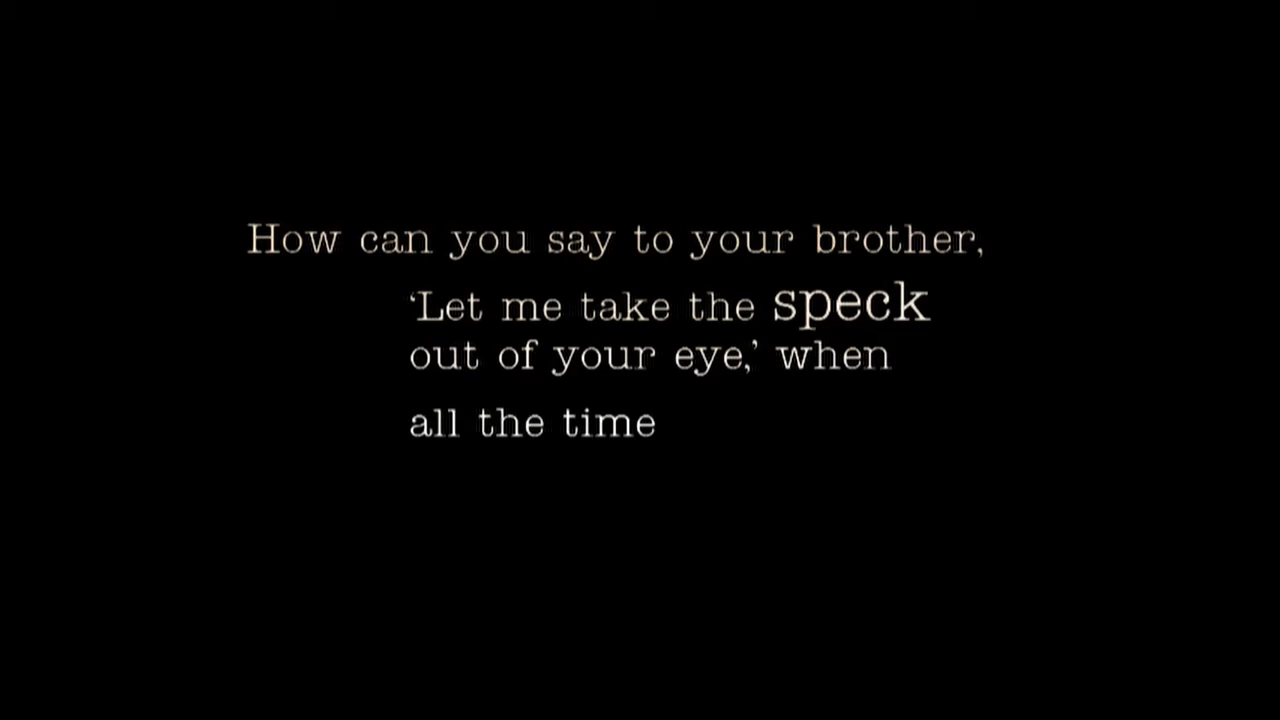 How can you say to your brother,
‘Let me take the speck
out of your eye,’ when
all the time